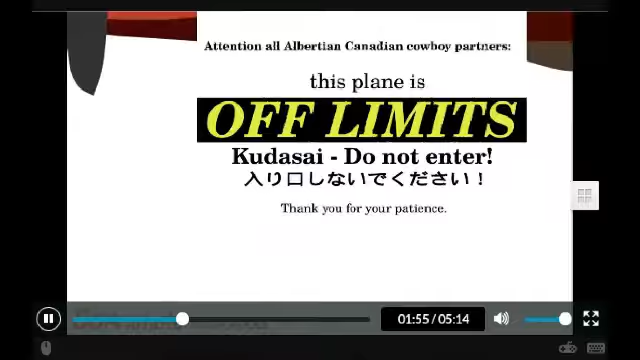 Attention all Albertian Canadian cowboy partners:
this plane is
OFF LIMITS
Kudasai - Do not enter!
入り口しないでください！
Thank you for your patience.
01:55 / 05:14